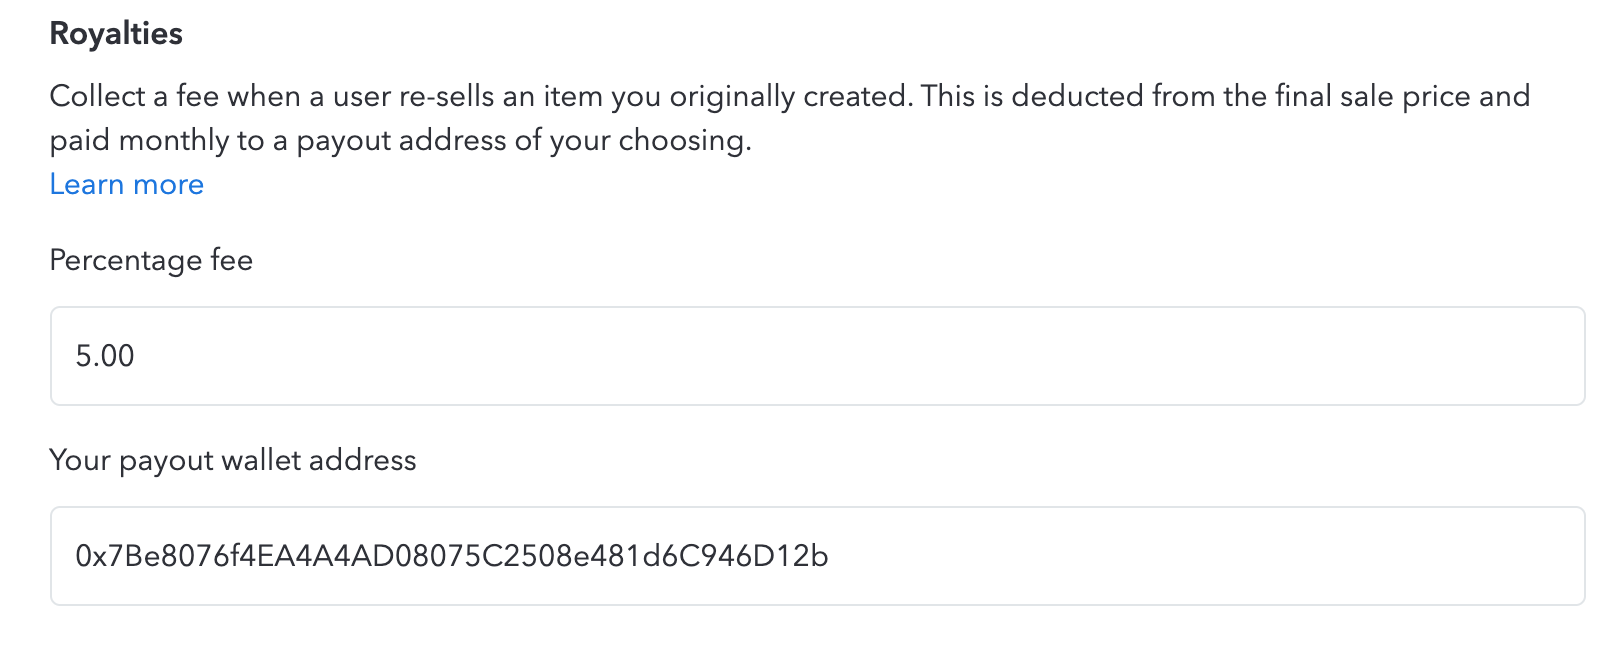 Royalties
Collect a fee when a user re-sells an item you originally created. This is deducted from the final sale price and
paid monthly to a payout address of your choosing.
Learn more
Percentage fee
5.00
Your payout wallet address
0x7Be8076f4EA4A4AD08075C2508e481d6C946D12b